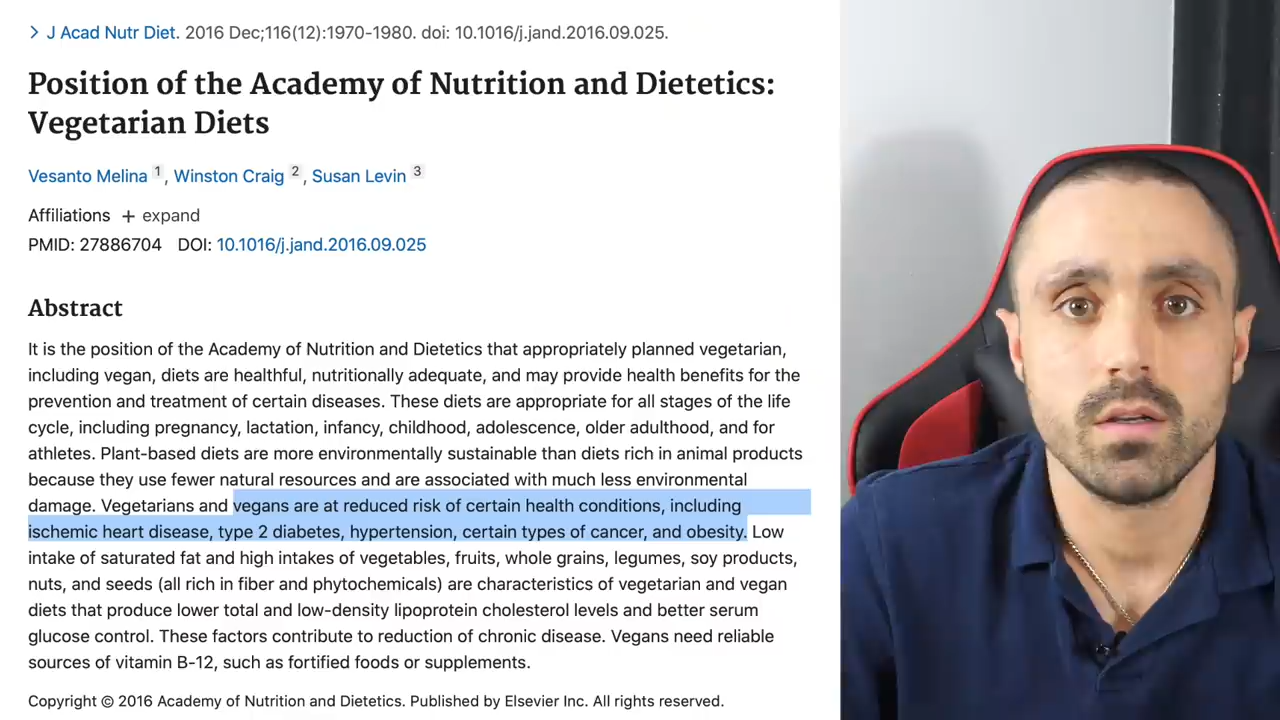 J Acad Nutr Diet. 2016 Dec;116(12):1970-1980. doi: 10.1016/j.jand.2016.09.025.
Position of the Academy of Nutrition and Dietetics:
Vegetarian Diets
Vesanto Melina 1, Winston Craig 2, Susan Levin 3
Affiliations + expand
PMID: 27886704 DOI: 10.1016/j.jand.2016.09.025
Abstract
It is the position of the Academy of Nutrition and Dietetics that appropriately planned vegetarian,
including vegan, diets are healthful, nutritionally adequate, and may provide health benefits for the
prevention and treatment of certain diseases. These diets are appropriate for all stages of the life
cycle, including pregnancy, lactation, infancy, childhood, adolescence, older adulthood, and for
athletes. Plant-based diets are more environmentally sustainable than diets rich in animal products
because they use fewer natural resources and are associated with much less environmental
damage. Vegetarians and vegans are at reduced risk of certain health conditions, including
ischemic heart disease, type 2 diabetes, hypertension, certain types of cancer, and obesity. Low
intake of saturated fat and high intakes of vegetables, fruits, whole grains, legumes, soy products,
nuts, and seeds (all rich in fiber and phytochemicals) are characteristics of vegetarian and vegan
diets that produce lower total and low-density lipoprotein cholesterol levels and better serum
glucose control. These factors contribute to reduction of chronic disease. Vegans need reliable
sources of vitamin B-12, such as fortified foods or supplements.
Copyright © 2016 Academy of Nutrition and Dietetics. Published by Elsevier Inc. All rights reserved.